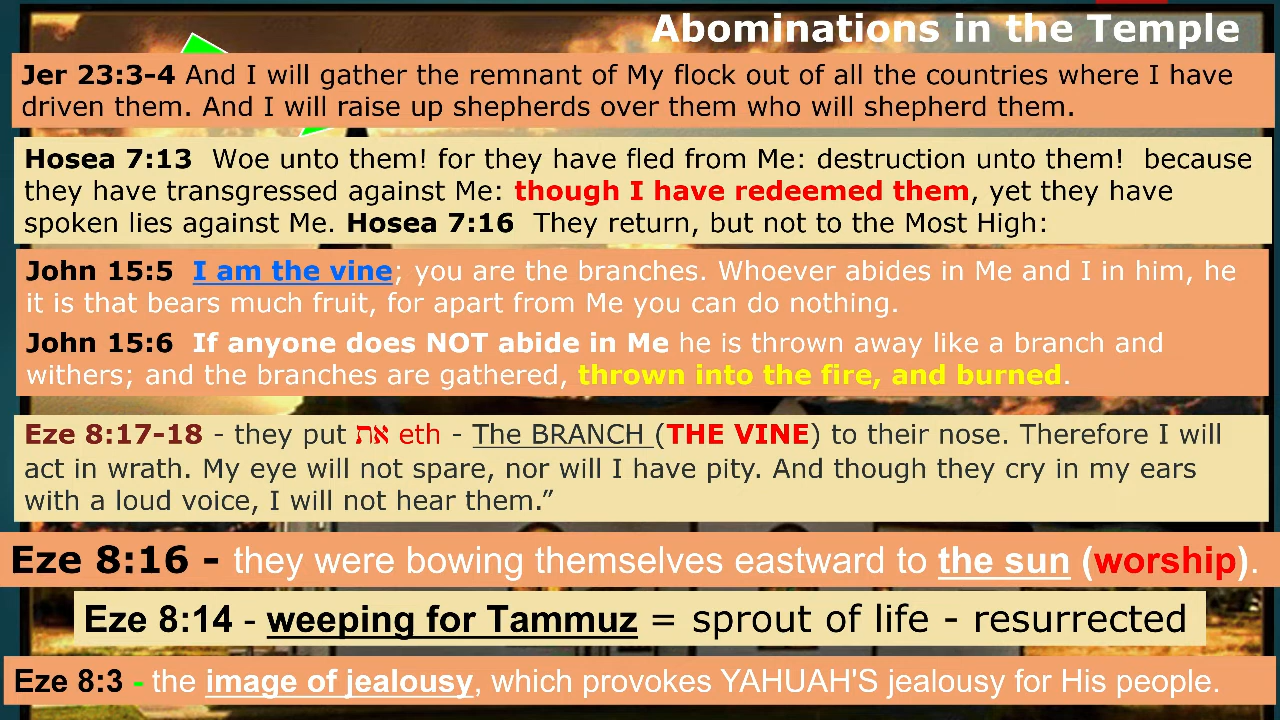 Abominations in the Temple
Jer 23:3-4 And I will gather the remnant of My flock out of all the countries where I have
driven them. And I will raise up shepherds over them who will shepherd them.
Hosea 7:13 Woe unto them! for they have fled from Me: destruction unto them! because
they have transgressed against Me: though I have redeemed them, yet they have
spoken lies against Me. Hosea 7:16 They return, but not to the Most High:
John 15:5 I am the vine; you are the branches. Whoever abides in Me and I in him, he
it is that bears much fruit, for apart from Me you can do nothing.
John 15:6 If anyone does NOT abide in Me he is thrown away like a branch and
withers; and the branches are gathered, thrown into the fire, and burned.
Eze 8:17-18 - they put את eth - The BRANCH (THE VINE) to their nose. Therefore I will
act in wrath. My eye will not spare, nor will I have pity. And though they cry in my ears
with a loud voice, I will not hear them.”
Eze 8:16 - they were bowing themselves eastward to the sun (worship).
Eze 8:14 - weeping for Tammuz = sprout of life - resurrected
Eze 8:3 - the image of jealousy, which provokes YAHUAH'S jealousy for His people.